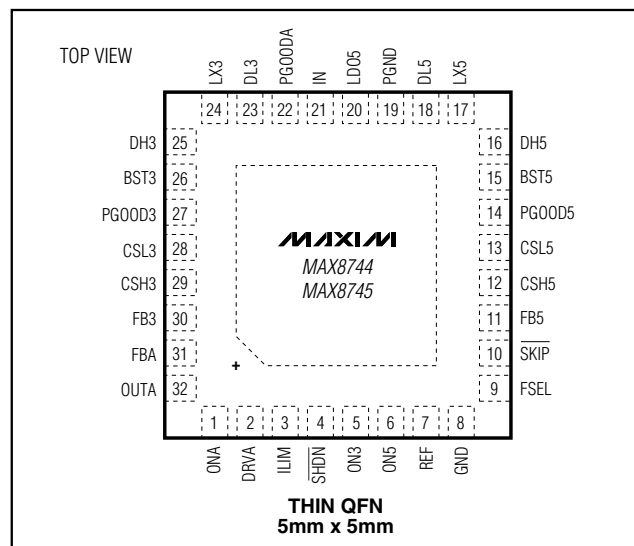 TOP VIEW
LX3
DL3
PGOODA
IN
LDO5
PGND
DL5
LX5
24 23 22 21 20 19 18 17
DH3 25
BST3 26
PGOOD3 27
CSL3 28
CSH3 29
FB3 30
FBA 31
OUTA 32
MAXIM
MAX8744
MAX8745
+
16 DH5
15 BST5
14 PGOOD5
13 CSL5
12 CSH5
11 FB5
10 SKIP
9 FSEL
1 2 3 4 5 6 7 8
ONA
DRVA
ILIM
SHDN
ON3
ON5
REF
GND
THIN QFN
5mm x 5mm